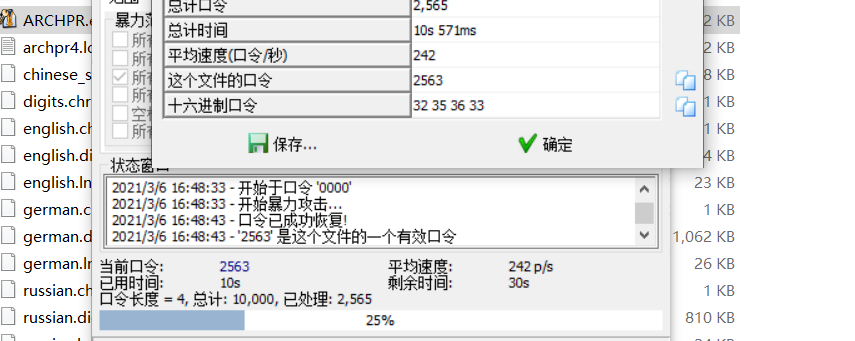 ARCHPR.
archpr4.lo
chinese_s
digits.chr
english.ch
english.di
english.ln
german.c
german.d
german.lr
russian.ch
russian.di
暴力范
所有
所有
所有
所有
空格
所有
总计口令 2,565
总计时间 10s 571ms
平均速度(口令/秒) 242
这个文件的口令 2563
十六进制口令 32 35 36 33
保存... 确定
状态窗口
2021/3/6 16:48:33 - 开始于口令 '0000'
2021/3/6 16:48:33 - 开始暴力攻击...
2021/3/6 16:48:43 - 口令已成功恢复!
2021/3/6 16:48:43 - '2563' 是这个文件的一个有效口令
当前口令: 2563 平均速度: 242 p/s
已用时间: 10s 剩余时间: 30s
口令长度 = 4, 总计: 10,000, 已处理: 2,565
25%
2 KB
2 KB
8 KB
1 KB
1 KB
4 KB
23 KB
1 KB
1,062 KB
26 KB
1 KB
810 KB